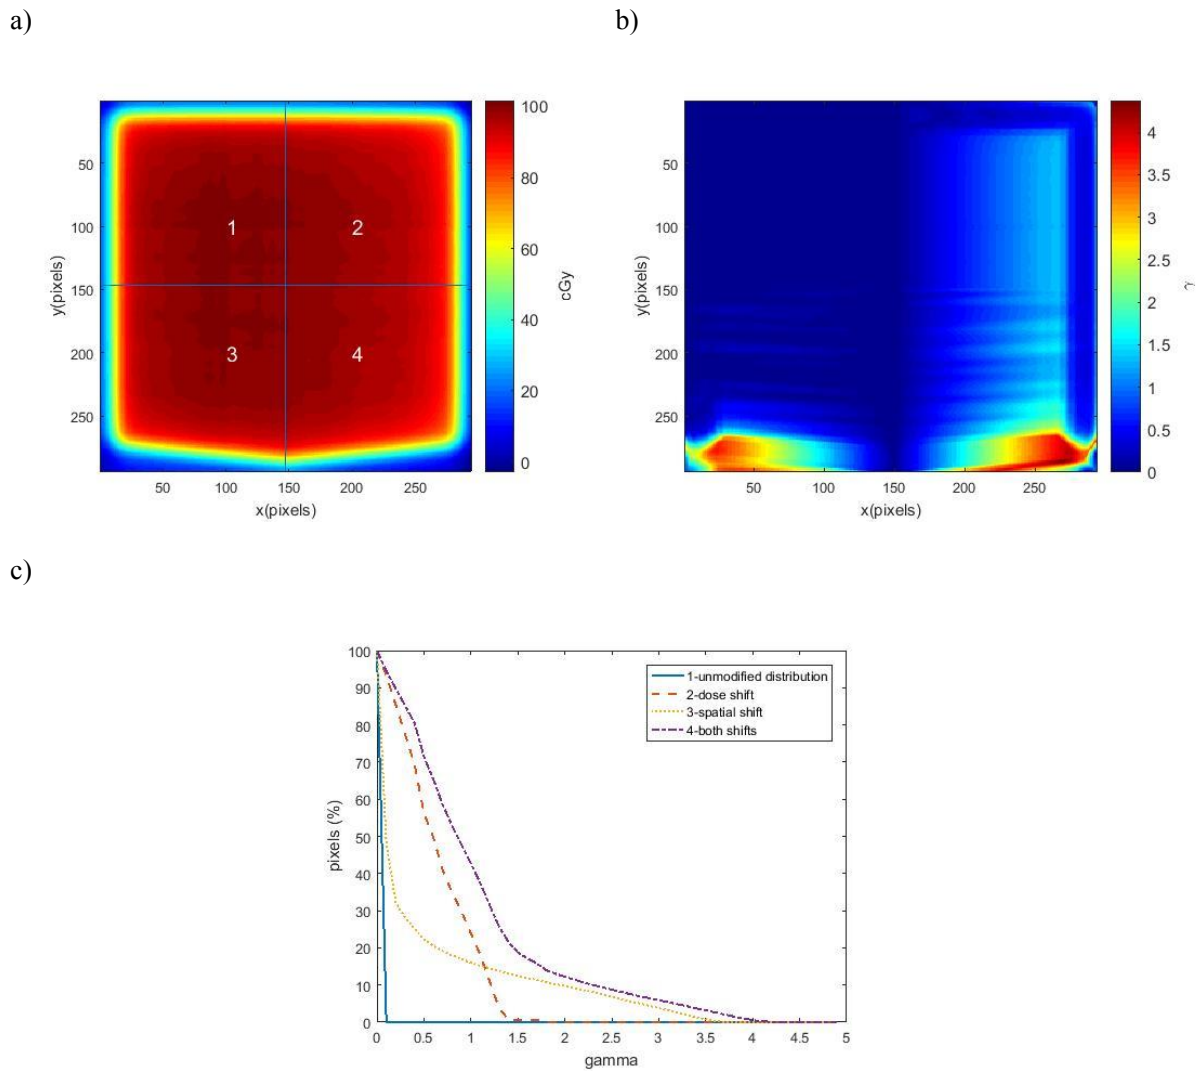 a)
b)
1 2
3 4
50
100
150
200
250
50 100 150 200 250
x(pixels)
y(pixels)
100
80
60
40
20
0
cGy
50
100
150
200
250
50 100 150 200 250
x(pixels)
y(pixels)
4
3.5
3
2.5
2
1.5
1
0.5
0
γ
c)
100
90
80
70
60
50
40
30
20
10
0
pixels (%)
1-unmodified distribution
2-dose shift
3-spatial shift
4-both shifts
0 0.5 1 1.5 2 2.5 3 3.5 4 4.5 5
gamma